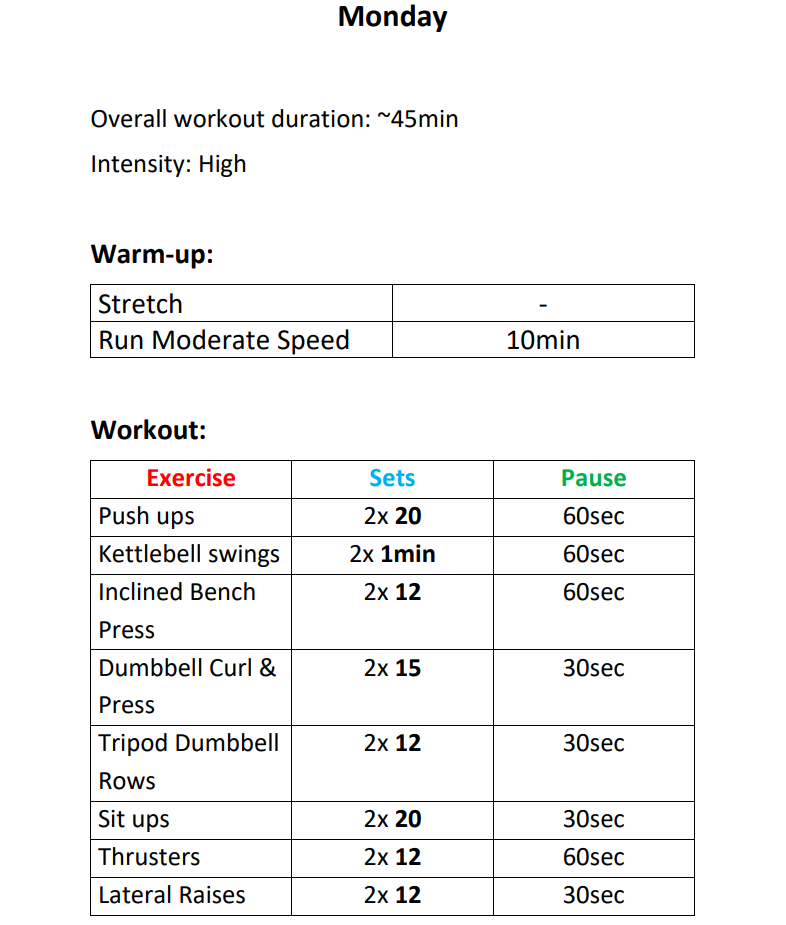 Monday
Overall workout duration: ~45min
Intensity: High
Warm-up:
Stretch -
Run Moderate Speed 10min
Workout:
Exercise Sets Pause
Push ups 2x 20 60sec
Kettlebell swings 2x 1min 60sec
Inclined Bench 2x 12 60sec
Press
Dumbbell Curl & 2x 15 30sec
Press
Tripod Dumbbell 2x 12 30sec
Rows
Sit ups 2x 20 30sec
Thrusters 2x 12 60sec
Lateral Raises 2x 12 30sec